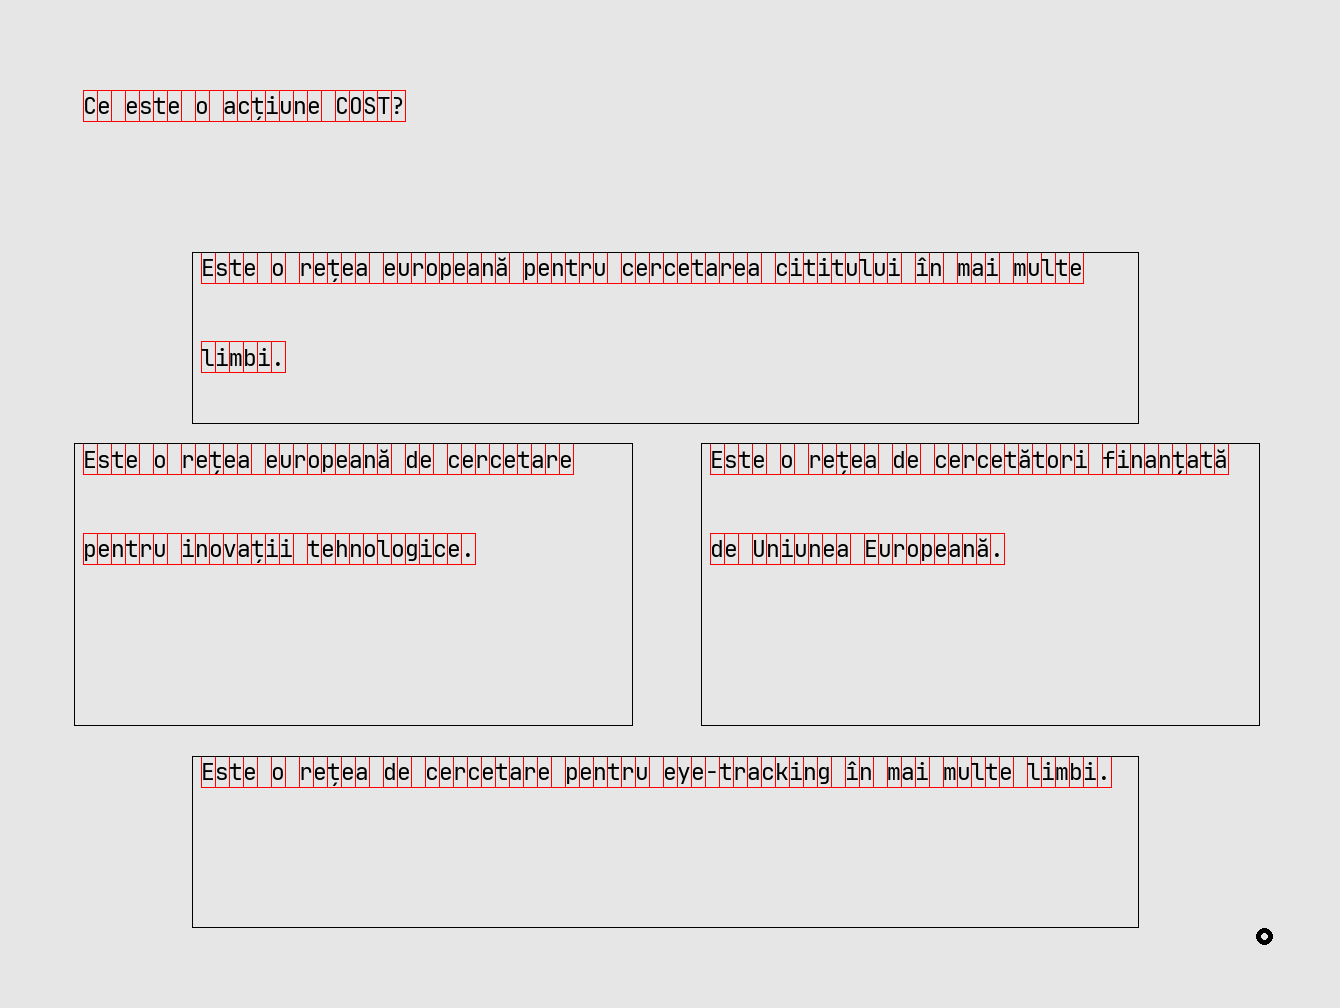 Ce este o acțiune COST?
Este o rețea europeană pentru cercetarea cititului în mai multe
limbi.
Este o rețea europeană de cercetare
pentru inovații tehnologice.
Este o rețea de cercetători finanțată
de Uniunea Europeană.
Este o rețea de cercetare pentru eye-tracking în mai multe limbi.